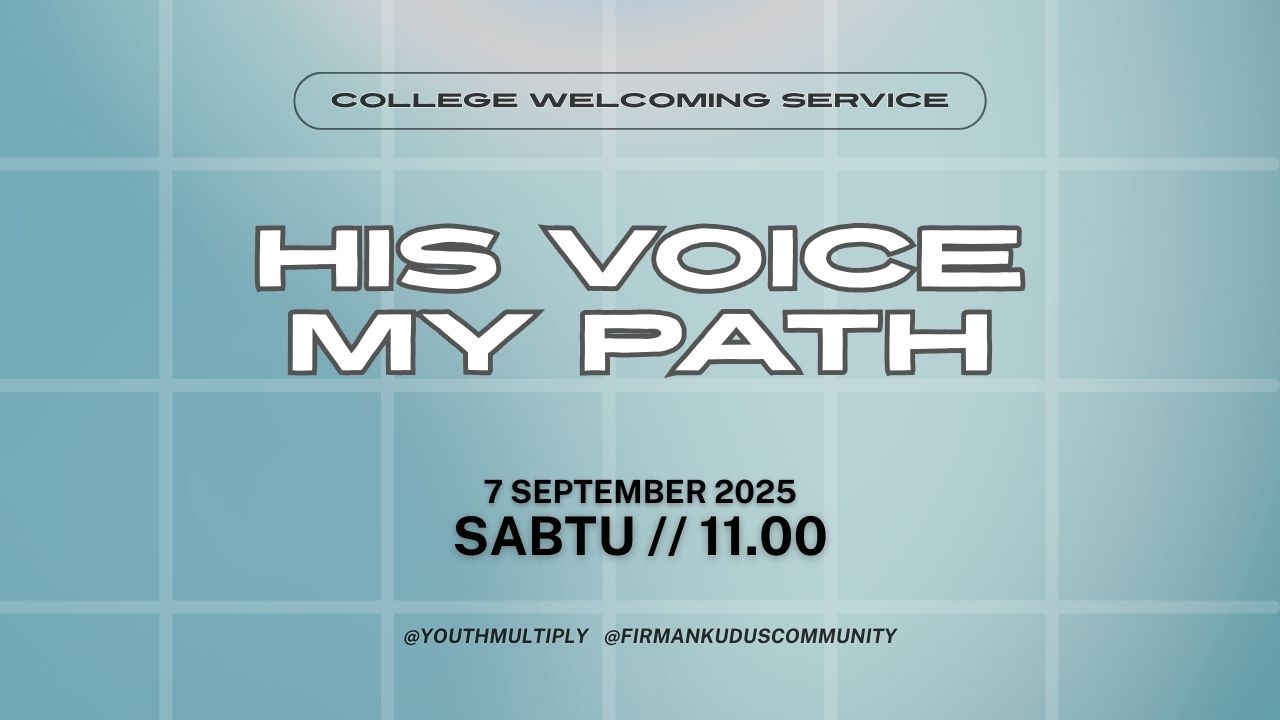 COLLEGE WELCOMING SERVICE
HIS VOICE
MY PATH
7 SEPTEMBER 2025
SABTU // 11.00
@YOUTHMULTIPLY @FIRMANKUDUSCOMMUNITY